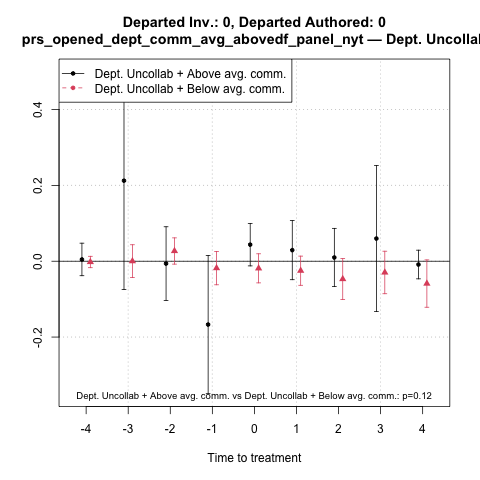 Departed Inv.: 0, Departed Authored: 0
prs_opened_dept_comm_avg_abovedf_panel_nyt — Dept. Uncollal
Dept. Uncollab + Above avg. comm.
Dept. Uncollab + Below avg. comm.
0.4
0.2
0.0
-0.2
Dept. Uncollab + Above avg. comm. vs Dept. Uncollab + Below avg. comm.: p=0.12
-4 -3 -2 -1 0 1 2 3 4
Time to treatment